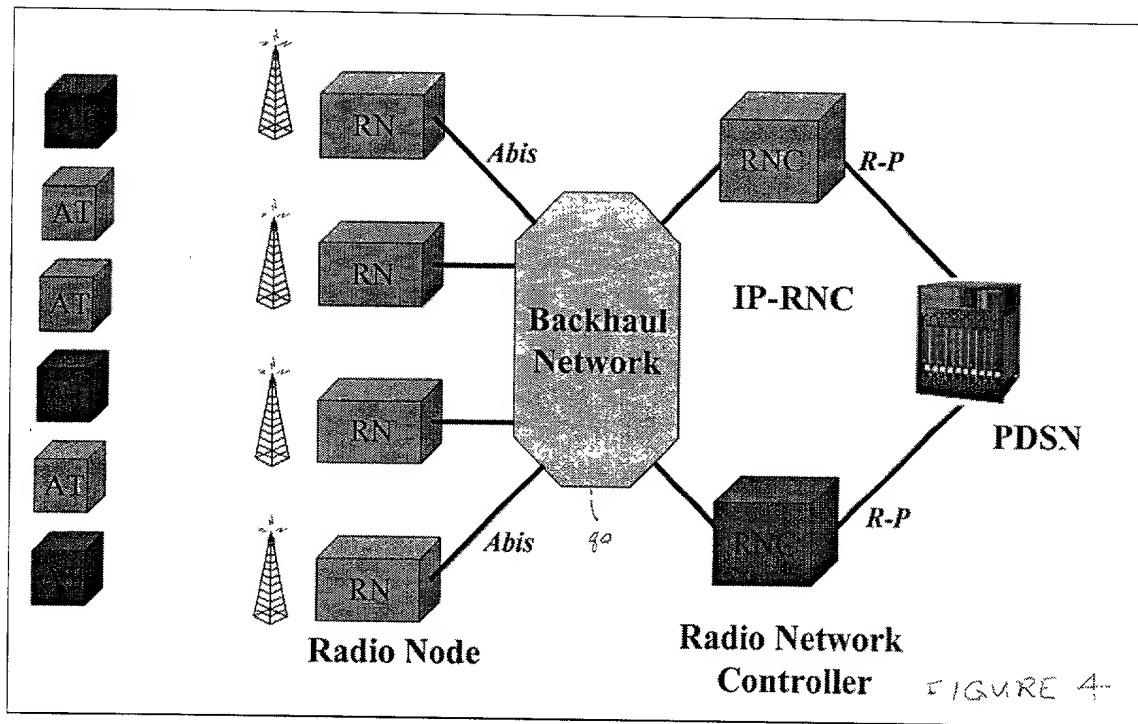 RN
Abis
RNC
R-P
AT
RN
AT
IP-RNC
Backhaul
Network
RN
PDSN
AT
RN
Abis
RNC
R-P
Radio Node
Radio Network
Controller
FIGURE 4